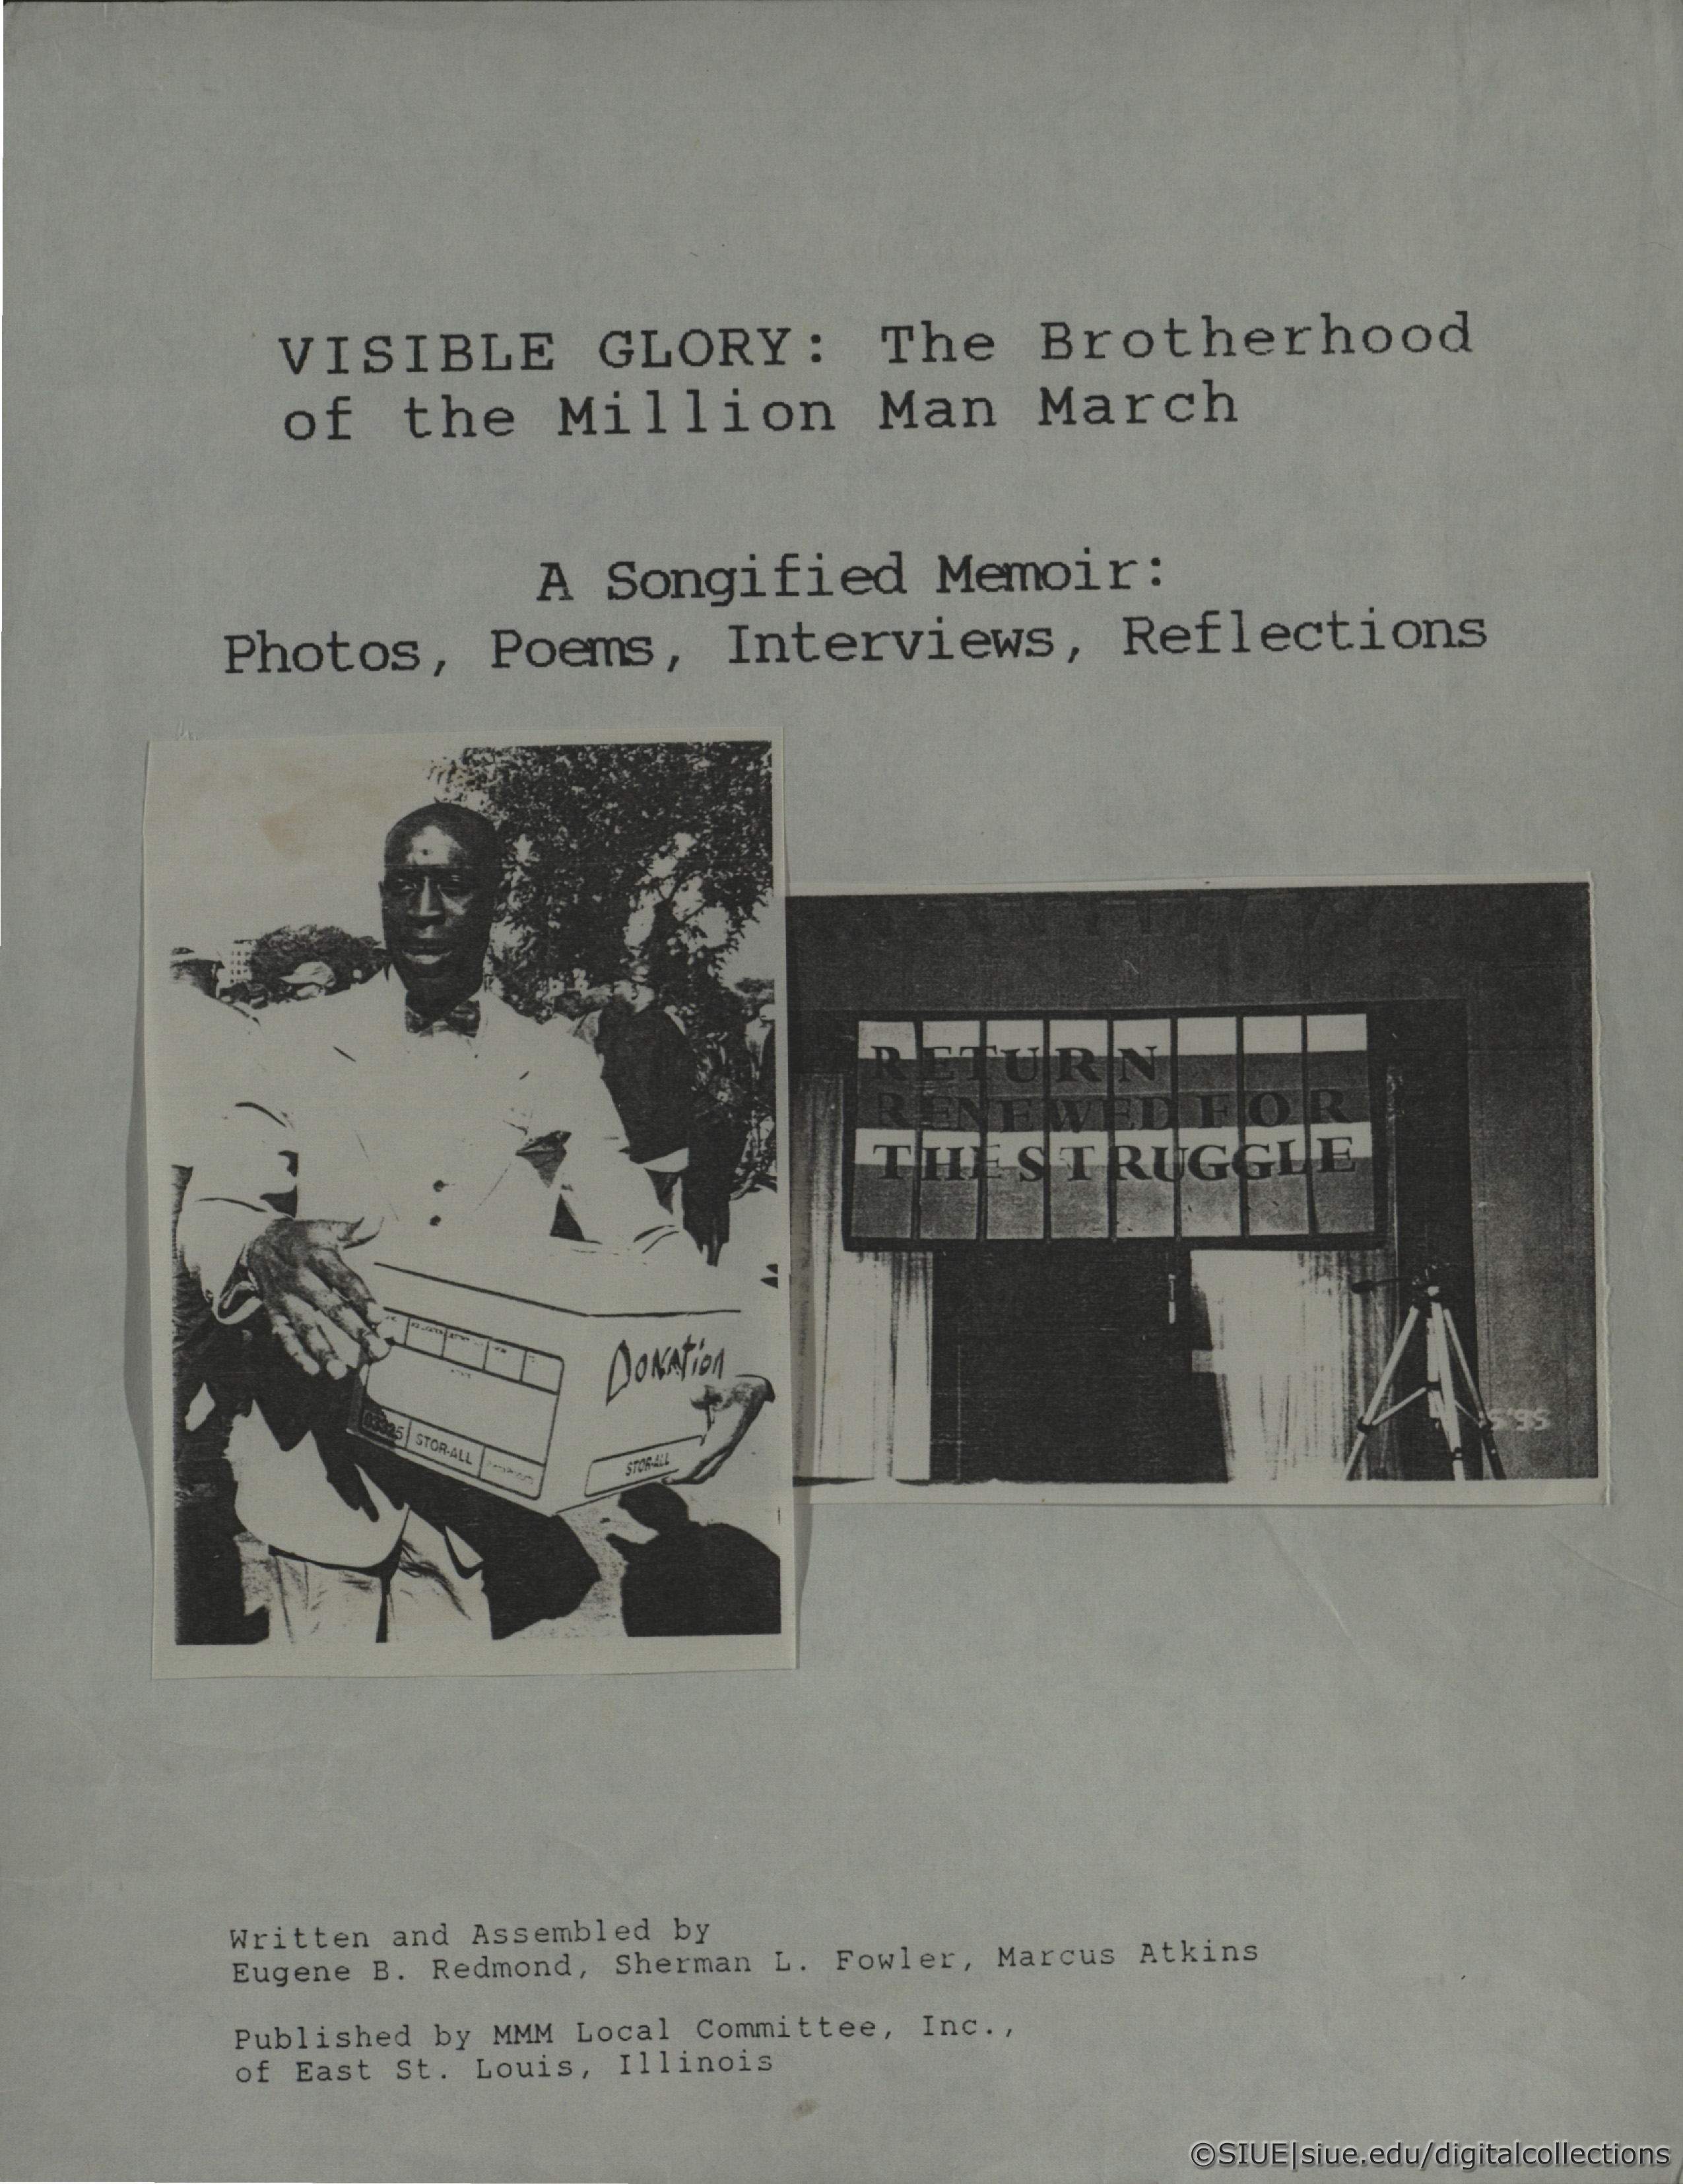 VISIBLE GLORY: The Brotherhood
of the Million Man March
A Songified Memoir:
Photos, Poems, Interviews, Reflections
RETURN
RENEWED FOR
THE STRUGGLE
Donation
STOR-ALL
STOR-ALL
5'95
Written and Assembled by
Eugene B. Redmond, Sherman L. Fowler, Marcus Atkins
Published by MMM Local Committee, Inc.,
of East St. Louis, Illinois
©SIUE|siue.edu/digitalcollections